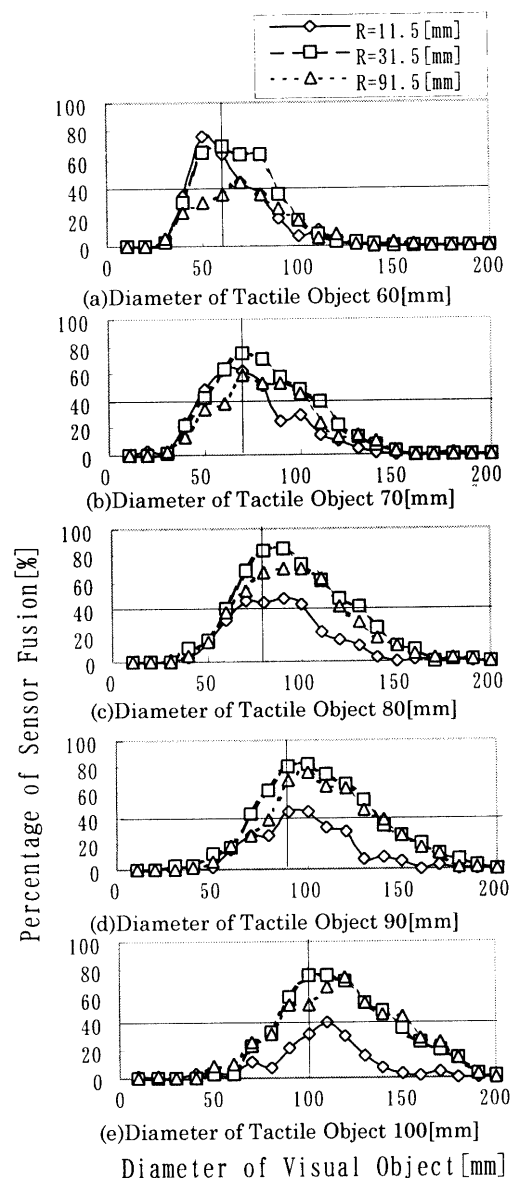 R=11.5[mm]
R=31.5[mm]
R=91.5[mm]
100
80
60
40
20
0
0 50 100 150 200
(a)Diameter of Tactile Object 60[mm]
100
80
60
40
20
0
0 50 100 150 200
(b)Diameter of Tactile Object 70[mm]
100
80
60
40
20
0
0 50 100 150 200
(c)Diameter of Tactile Object 80[mm]
100
80
60
40
20
0
0 50 100 150 200
(d)Diameter of Tactile Object 90[mm]
100
80
60
40
20
0
0 50 100 150 200
(e)Diameter of Tactile Object 100[mm]
Percentage of Sensor Fusion[%]
Diameter of Visual Object[mm]